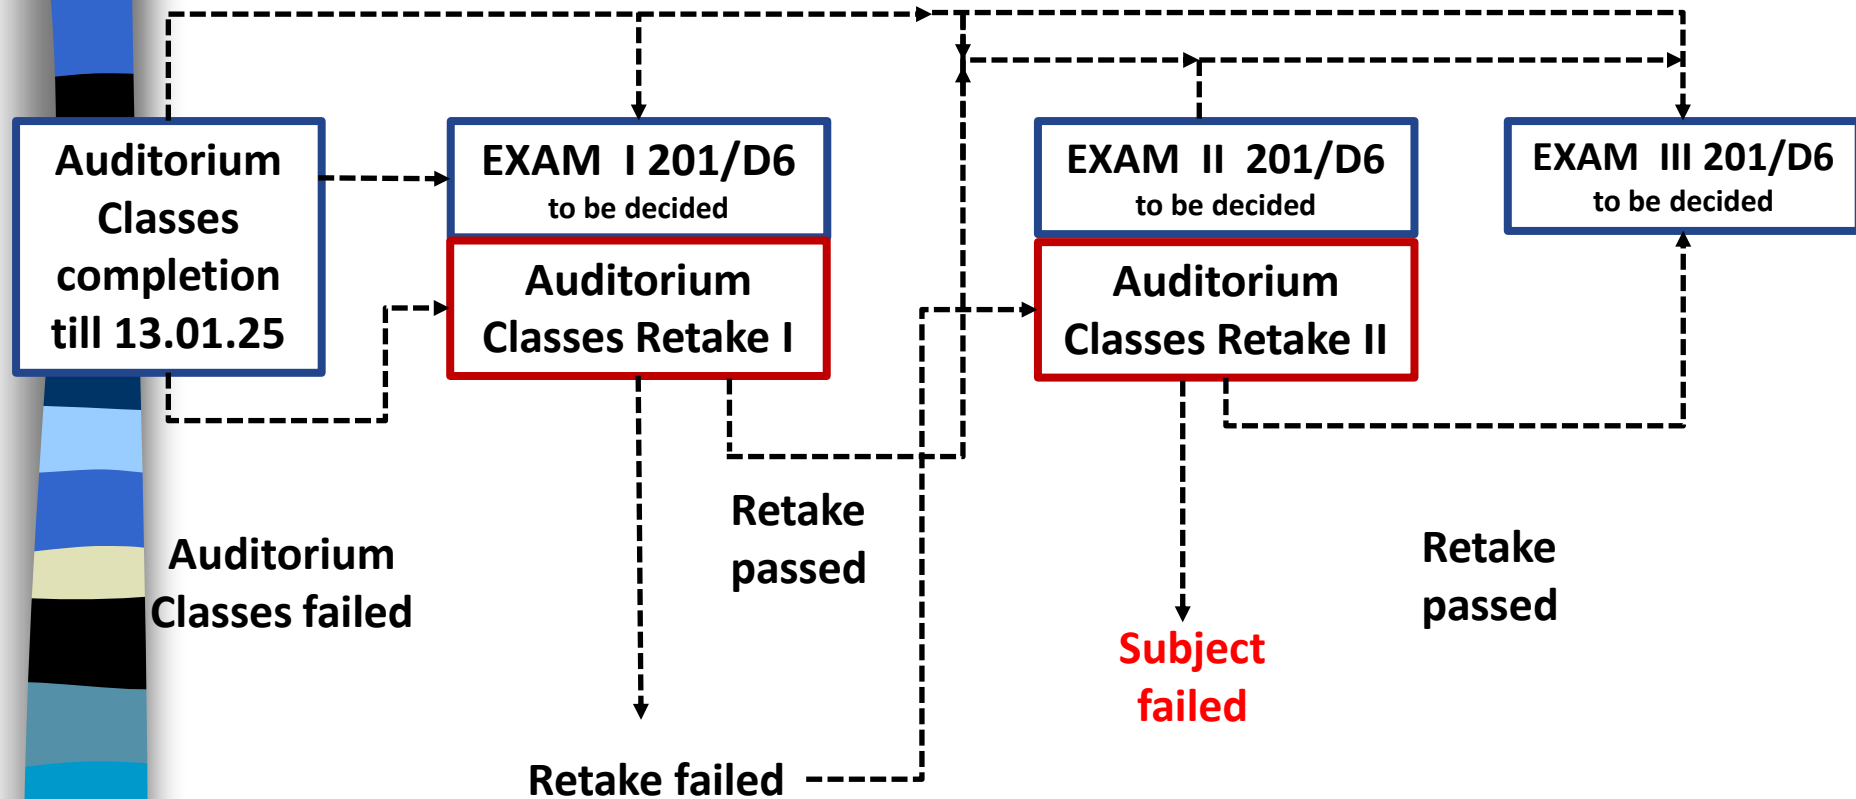 Auditorium
Classes
completion
till 13.01.25
EXAM I 201/D6
to be decided
Auditorium
Classes Retake I
EXAM II 201/D6
to be decided
Auditorium
Classes Retake II
EXAM III 201/D6
to be decided
Auditorium
Classes failed
Retake
passed
Retake failed
Subject
failed
Retake
passed